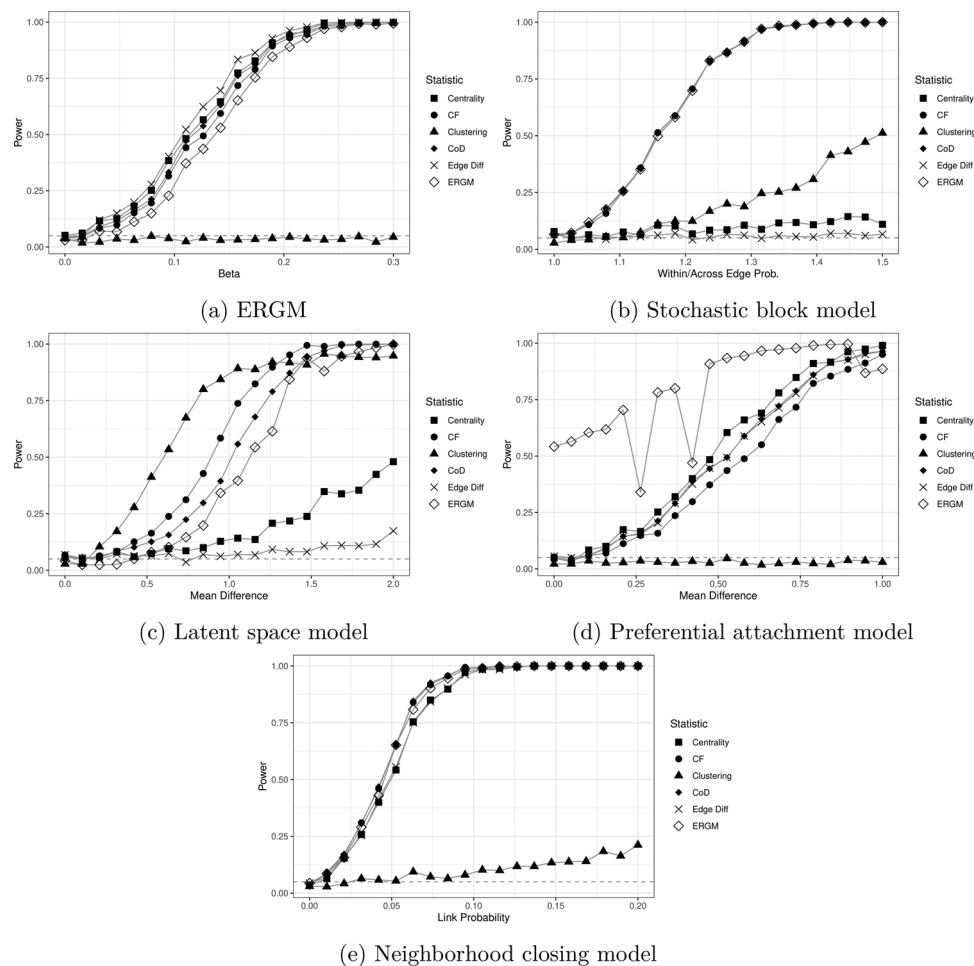 1.00
0.75
0.50
0.25
0.00
Power
0.0
0.1
0.2
0.3
Beta
Statistic
Centrality
CF
Clustering
CoD
Edge Diff
ERGM
(a) ERGM
1.00
0.75
0.50
0.25
0.00
Power
1.0
1.1
1.2
1.3
1.4
1.5
Within/Across Edge Prob.
Statistic
Centrality
CF
Clustering
CoD
Edge Diff
ERGM
(b) Stochastic block model
1.00
0.75
0.50
0.25
0.00
Power
0.0
0.5
1.0
1.5
2.0
Mean Difference
Statistic
Centrality
CF
Clustering
CoD
Edge Diff
ERGM
(c) Latent space model
1.00
0.75
0.50
0.25
0.00
Power
0.00
0.25
0.50
0.75
1.00
Mean Difference
Statistic
Centrality
CF
Clustering
CoD
Edge Diff
ERGM
(d) Preferential attachment model
1.00
0.75
0.50
0.25
0.00
Power
0.00
0.05
0.10
0.15
0.20
Link Probability
Statistic
Centrality
CF
Clustering
CoD
Edge Diff
ERGM
(e) Neighborhood closing model